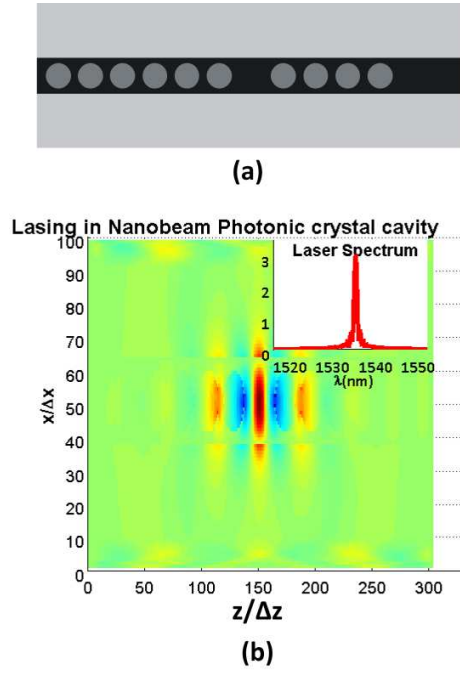 (a)
Lasing in Nanobeam Photonic crystal cavity
Laser Spectrum
3
2
1
0
1520 1530 1540 1550
λ(nm)
100
90
80
70
60
50
40
30
20
10
0
x/Δx
0 50 100 150 200 250 300
z/Δz
(b)